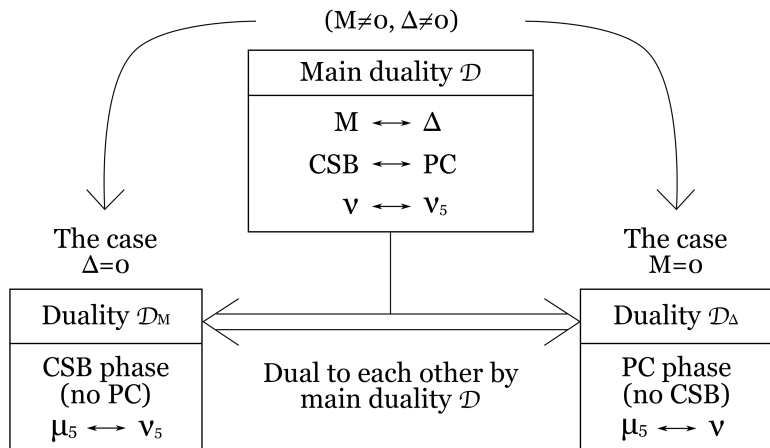 (M≠0, Δ≠0)
Main duality 𝒟
M ↔ Δ
CSB ↔ PC
ν ↔ ν₅
The case
Δ=0
Duality 𝒟ᴍ
CSB phase
(no PC)
μ₅ ↔ ν₅
Dual to each other by
main duality 𝒟
The case
M=0
Duality 𝒟Δ
PC phase
(no CSB)
μ₅ ↔ ν